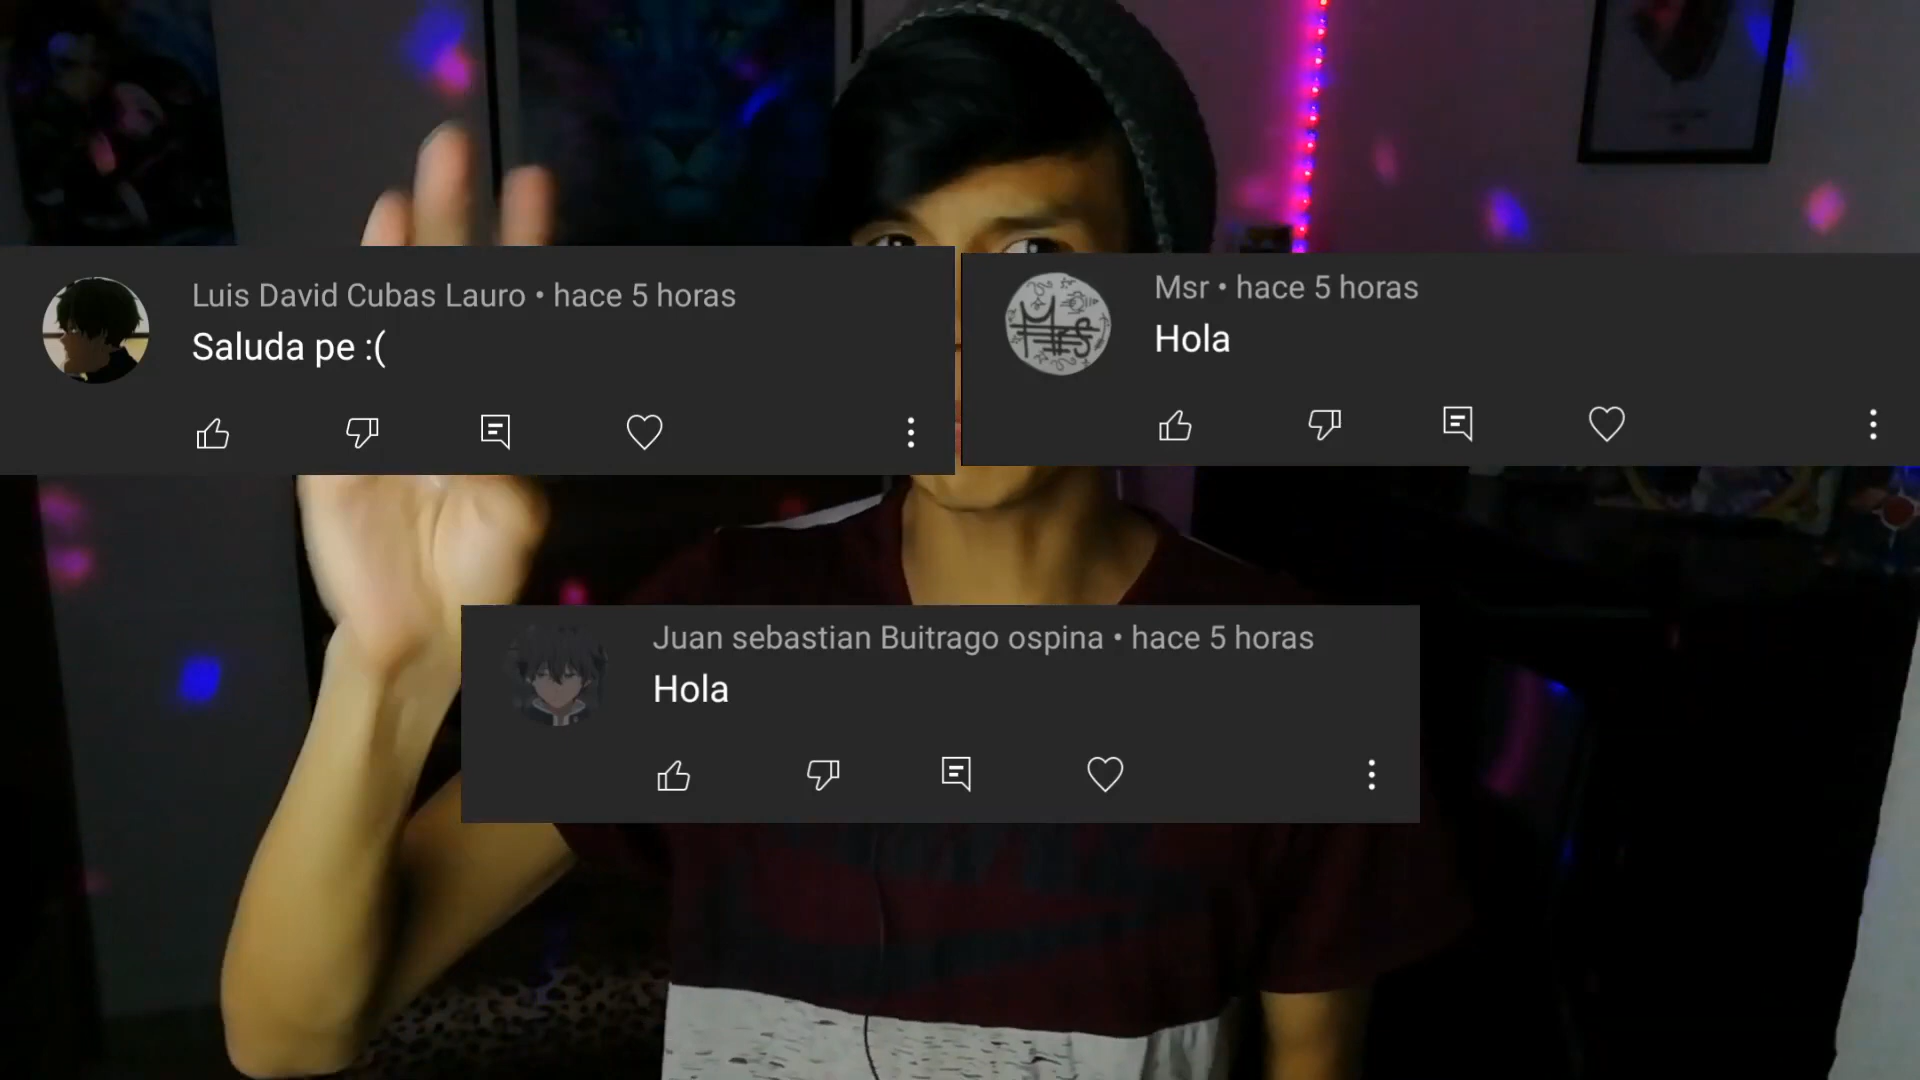 Luis David Cubas Lauro • hace 5 horas
Saluda pe :(
Msr • hace 5 horas
Hola
Juan sebastian Buitrago ospina • hace 5 horas
Hola